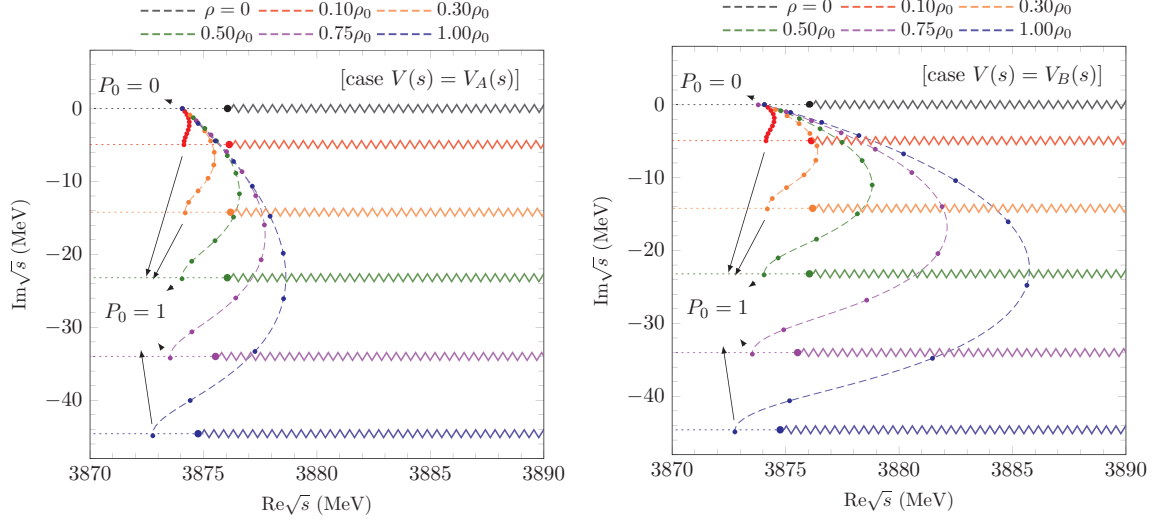 ρ = 0 0.10ρ₀ 0.30ρ₀
0.50ρ₀ 0.75ρ₀ 1.00ρ₀
[case V(s) = V_A(s)]
P₀ = 0
P₀ = 1
0
−10
−20
−30
−40
Im√s (MeV)
3870 3875 3880 3885 3890
Re√s (MeV)
ρ = 0 0.10ρ₀ 0.30ρ₀
0.50ρ₀ 0.75ρ₀ 1.00ρ₀
[case V(s) = V_B(s)]
P₀ = 0
P₀ = 1
0
−10
−20
−30
−40
Im√s (MeV)
3870 3875 3880 3885 3890
Re√s (MeV)